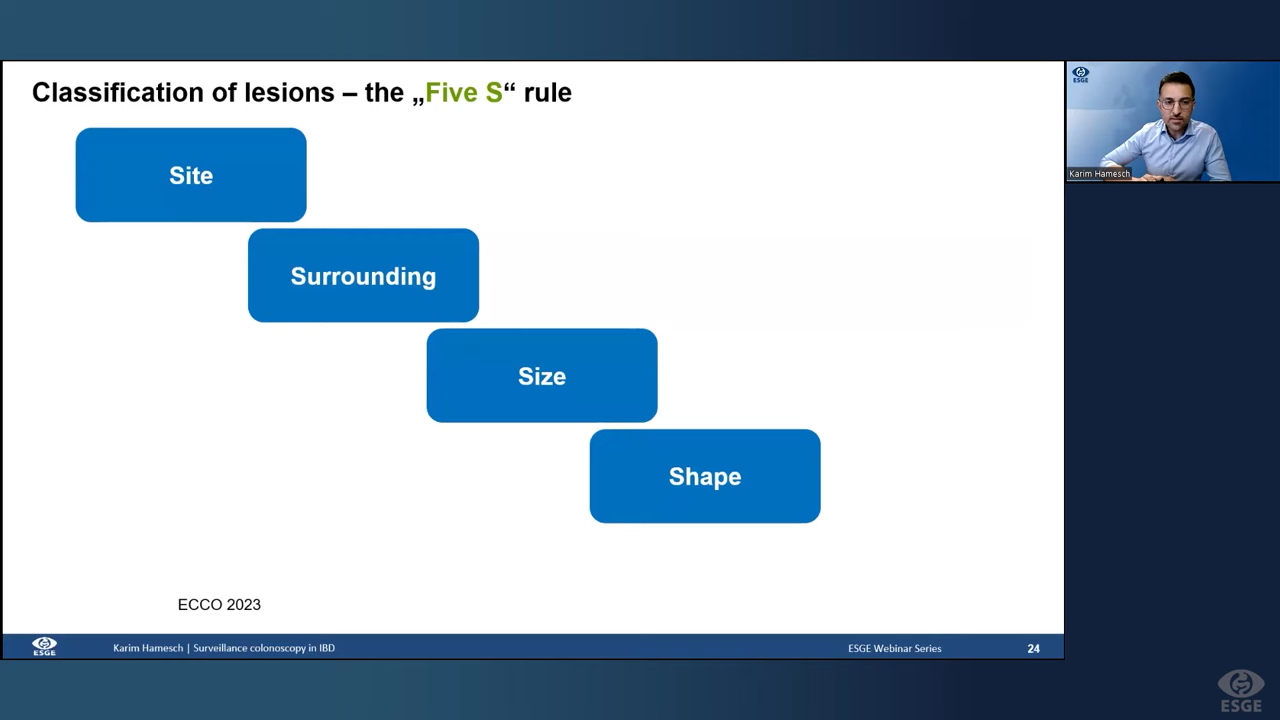 Classification of lesions – the „Five S“ rule
Site
Surrounding
Size
Shape
ECCO 2023
ESGE
Karim Hamesch | Surveillance colonoscopy in IBD
ESGE Webinar Series
24
ESGE
Karim Hamesch
ESGE